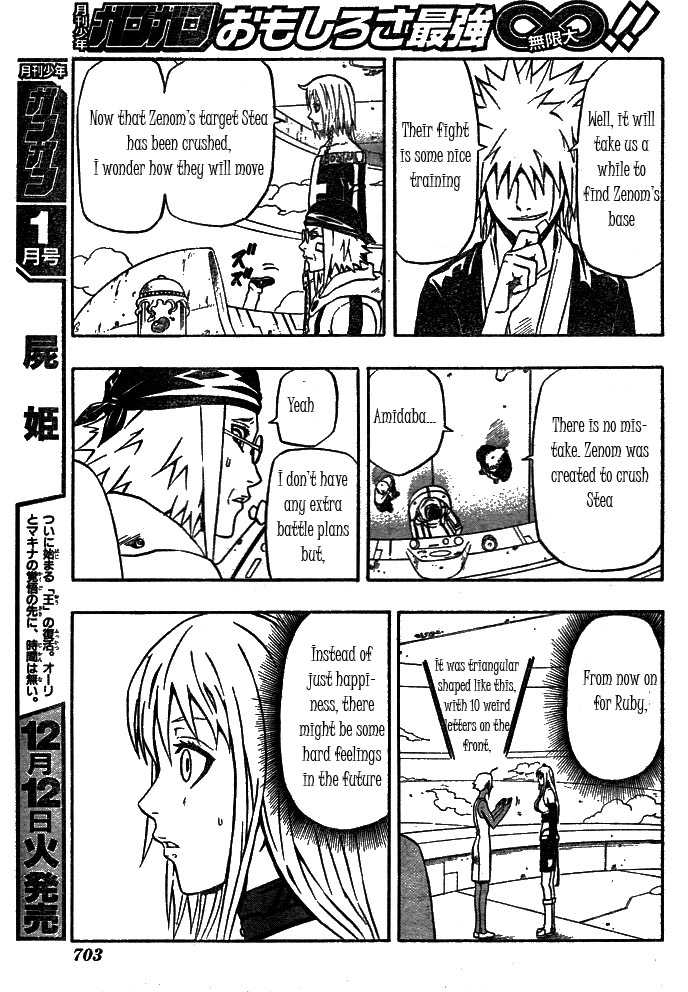 月刊少年
ガンガン
おもしろさ最強
無限大
!!
月刊少年
ガンガン
1
月号
屍姫
ついに始まる「王」の復活。オーリ
とマキナの覚悟の先に、時間は無い。
12月12日火発売
Well, it will
take us a
while to
find Zenom's
base
Their fight
is some nice
training
Now that Zenom's target Stea
has been crushed,
I wonder how they will move
ズズ
ズズ
There is no mis-
take. Zenom was
created to crush
Stea
Amidaba....
Yeah
I don't have
any extra
battle plans
but,
From now on
for Ruby,
It was triangular
shaped like this,
with 10 weird
letters on the
front,
Instead of
just happi-
ness, there
might be some
hard feelings
in the future
703